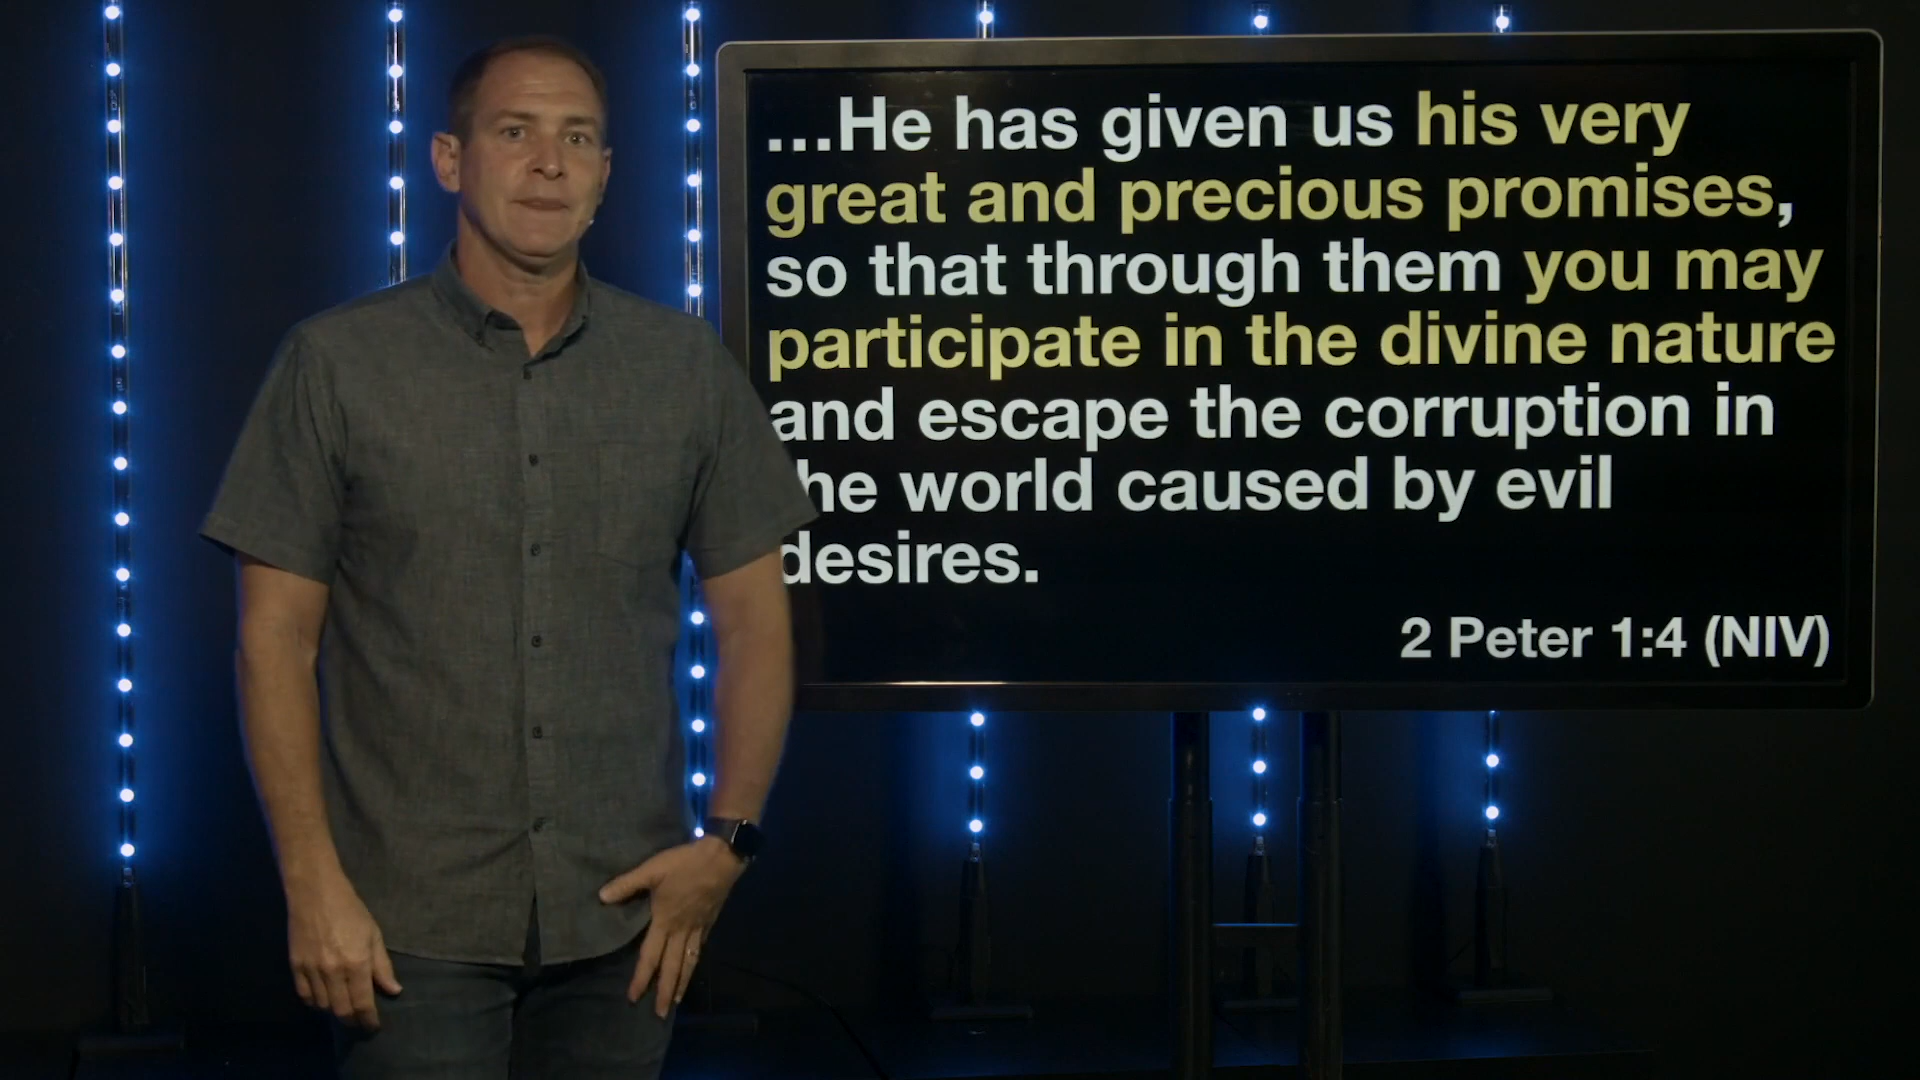 ...He has given us his very
great and precious promises,
so that through them you may
participate in the divine nature
and escape the corruption in
he world caused by evil
desires.
2 Peter 1:4 (NIV)